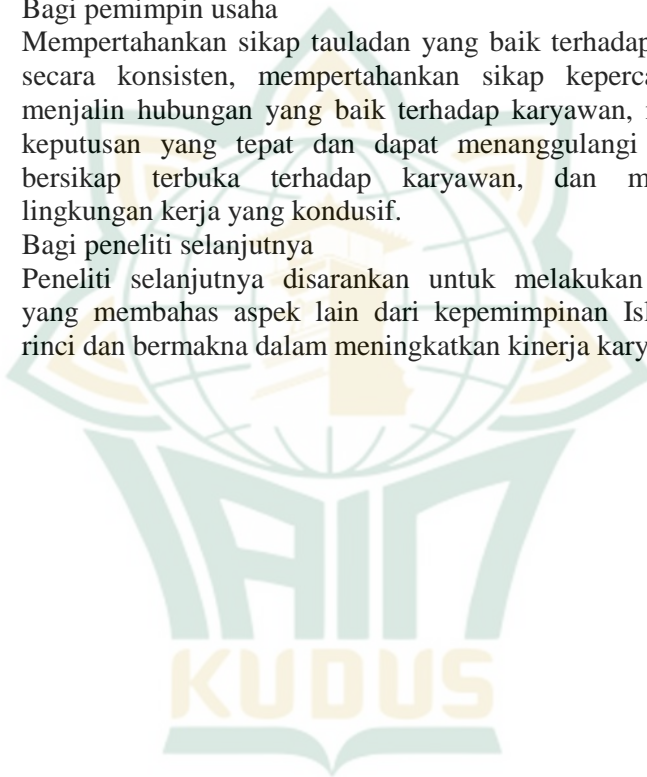 Bagi pemimpin usaha
Mempertahankan sikap tauladan yang baik terhadap
secara konsisten, mempertahankan sikap keperca
menjalin hubungan yang baik terhadap karyawan,
keputusan yang tepat dan dapat menanggulangi
bersikap terbuka terhadap karyawan, dan m
lingkungan kerja yang kondusif.
Bagi peneliti selanjutnya
Peneliti selanjutnya disarankan untuk melakukan
yang membahas aspek lain dari kepemimpinan Isl
rinci dan bermakna dalam meningkatkan kinerja kary
IAIN
KUDUS